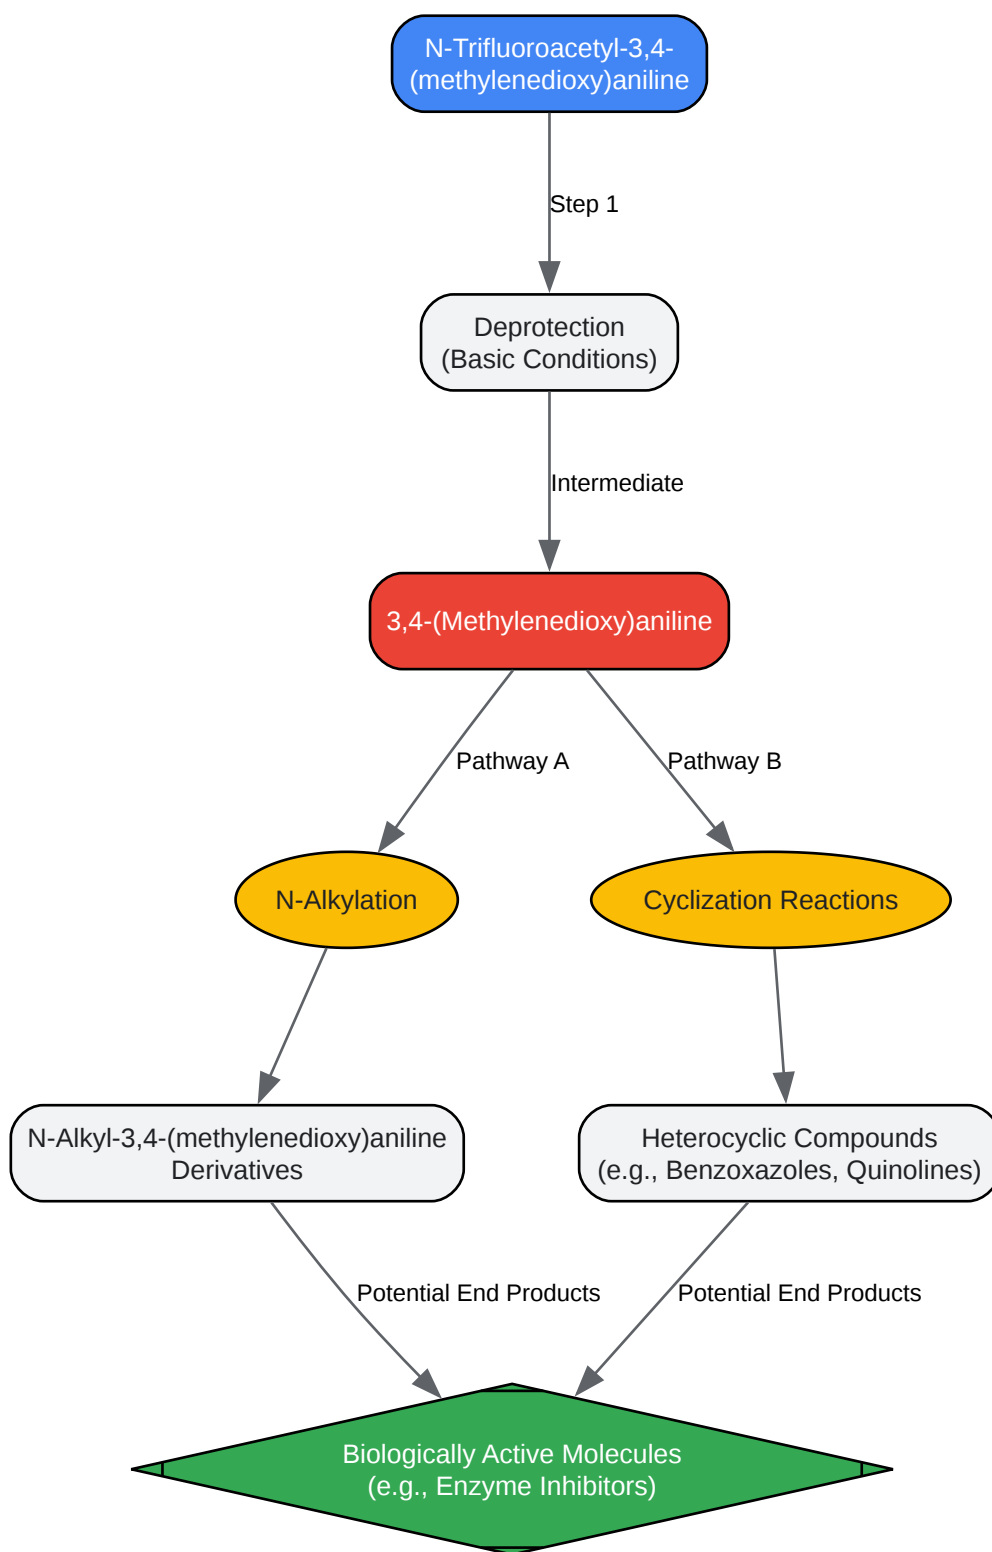 N-Trifluoroacetyl-3,4-
(methylenedioxy)aniline
Step 1
Deprotection
(Basic Conditions)
Intermediate
3,4-(Methylenedioxy)aniline
Pathway A
Pathway B
N-Alkylation
Cyclization Reactions
N-Alkyl-3,4-(methylenedioxy)aniline
Derivatives
Heterocyclic Compounds
(e.g., Benzoxazoles, Quinolines)
Potential End Products
Potential End Products
Biologically Active Molecules
(e.g., Enzyme Inhibitors)